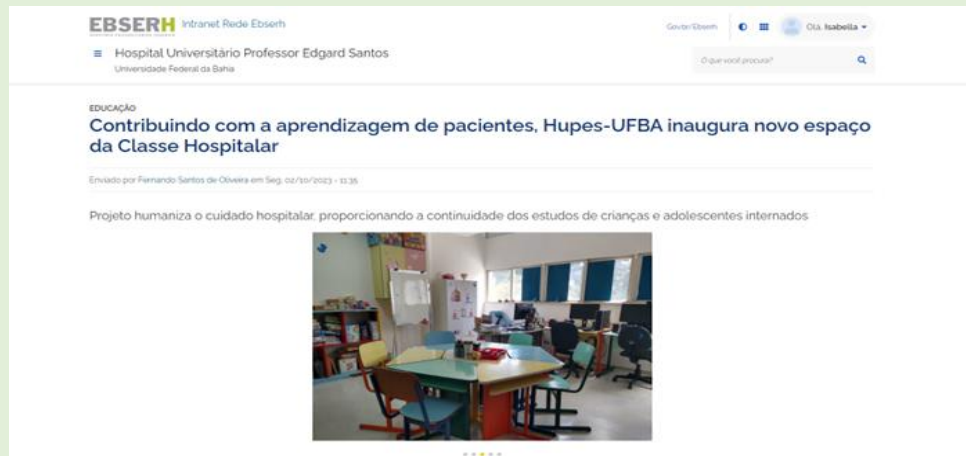 EBSERH Intranet Rede Ebserh
Gov.br/Ebserh
Olá, Isabella
Hospital Universitário Professor Edgard Santos
Universidade Federal da Bahia
O que você procura?
EDUCAÇÃO
Contribuindo com a aprendizagem de pacientes, Hupes-UFBA inaugura novo espaço
da Classe Hospitalar
Enviado por Fernando Santos de Oliveira em Seg, 02/10/2023 - 11:35
Projeto humaniza o cuidado hospitalar, proporcionando a continuidade dos estudos de crianças e adolescentes internados